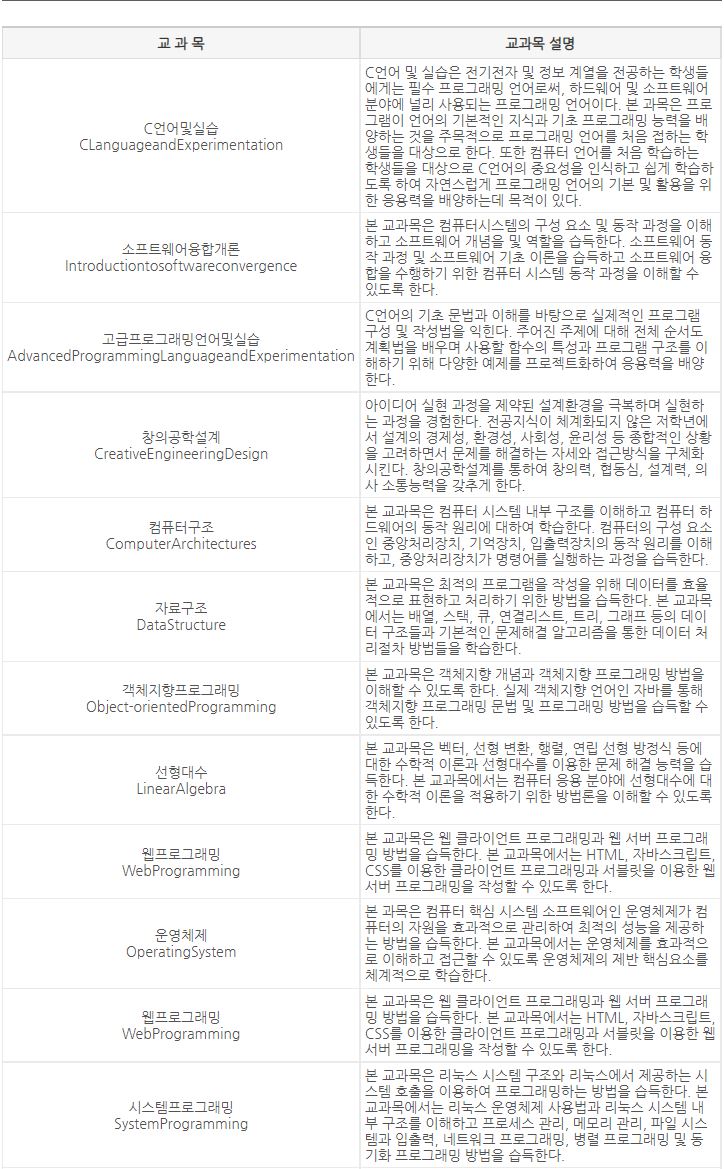 교 과 목
교과목 설명
C언어및실습
CLanguageandExperimentation
C언어 및 실습은 전기전자 및 정보 계열을 전공하는 학생들
에게는 필수 프로그래밍 언어로써, 하드웨어 및 소프트웨어
분야에 널리 사용되는 프로그래밍 언어이다. 본 과목은 프로
그램이 언어의 기본적인 지식과 기초 프로그래밍 능력을 배
양하는 것을 주목적으로 프로그래밍 언어를 처음 접하는 학
생들을 대상으로 한다. 또한 컴퓨터 언어를 처음 학습하는
학생들을 대상으로 C언어의 중요성을 인식하고 쉽게 학습하
도록 하여 자연스럽게 프로그래밍 언어의 기본 및 활용을 위
한 응용력을 배양하는데 목적이 있다.
소프트웨어융합개론
Introductiontosoftwareconvergence
본 교과목은 컴퓨터시스템의 구성 요소 및 동작 과정을 이해
하고 소프트웨어 개념을 및 역할을 습득한다. 소프트웨어 동
작 과정 및 소프트웨어 기초 이론을 습득하고 소프트웨어 융
합을 수행하기 위한 컴퓨터 시스템 동작 과정을 이해할 수
있도록 한다.
고급프로그래밍언어및실습
AdvancedProgrammingLanguageandExperimentation
C언어의 기초 문법과 이해를 바탕으로 실제적인 프로그램
구성 및 작성법을 익힌다. 주어진 주제에 대해 전체 순서도
계획법을 배우며 사용할 함수의 특성과 프로그램 구조를 이
해하기 위해 다양한 예제를 프로젝트화하여 응용력을 배양
한다.
창의공학설계
CreativeEngineeringDesign
아이디어 실현 과정을 제약된 설계환경을 극복하며 실현하
는 과정을 경험한다. 전공지식이 체계화되지 않은 저학년에
서 설계의 경제성, 환경성, 사회성, 윤리성 등 종합적인 상황
을 고려하면서 문제를 해결하는 자세와 접근방식을 구체화
시킨다. 창의공학설계를 통하여 창의력, 협동심, 설계력, 의
사 소통능력을 갖추게 한다.
컴퓨터구조
ComputerArchitectures
본 교과목은 컴퓨터 시스템 내부 구조를 이해하고 컴퓨터 하
드웨어의 동작 원리에 대하여 학습한다. 컴퓨터의 구성 요소
인 중앙처리장치, 기억장치, 입출력장치의 동작 원리를 이해
하고, 중앙처리장치가 명령어를 실행하는 과정을 습득한다.
자료구조
DataStructure
본 교과목은 최적의 프로그램을 작성을 위해 데이터를 효율
적으로 표현하고 처리하기 위한 방법을 습득한다. 본 교과목
에서는 배열, 스택, 큐, 연결리스트, 트리, 그래프 등의 데이
터 구조들과 기본적인 문제해결 알고리즘을 통한 데이터 처
리절차 방법들을 학습한다.
객체지향프로그래밍
Object-orientedProgramming
본 교과목은 객체지향 개념과 객체지향 프로그래밍 방법을
이해할 수 있도록 한다. 실제 객체지향 언어인 자바를 통해
객체지향 프로그래밍 문법 및 프로그래밍 방법을 습득할 수
있도록 한다.
선형대수
LinearAlgebra
본 교과목은 벡터, 선형 변환, 행렬, 연립 선형 방정식 등에
대한 수학적 이론과 선형대수를 이용한 문제 해결 능력을 습
득한다. 본 교과목에서는 컴퓨터 응용 분야에 선형대수에 대
한 수학적 이론을 적용하기 위한 방법론을 이해할 수 있도록
한다.
웹프로그래밍
WebProgramming
본 교과목은 웹 클라이언트 프로그래밍과 웹 서버 프로그래
밍 방법을 습득한다. 본 교과목에서는 HTML, 자바스크립트,
CSS를 이용한 클라이언트 프로그래밍과 서블릿을 이용한 웹
서버 프로그래밍을 작성할 수 있도록 한다.
운영체제
OperatingSystem
본 과목은 컴퓨터 핵심 시스템 소프트웨어인 운영체제가 컴
퓨터의 자원을 효과적으로 관리하여 최적의 성능을 제공하
는 방법을 습득한다. 본 교과목에서는 운영체제를 효과적으
로 이해하고 접근할 수 있도록 운영체제의 제반 핵심요소를
체계적으로 학습한다.
웹프로그래밍
WebProgramming
본 교과목은 웹 클라이언트 프로그래밍과 웹 서버 프로그래
밍 방법을 습득한다. 본 교과목에서는 HTML, 자바스크립트,
CSS를 이용한 클라이언트 프로그래밍과 서블릿을 이용한 웹
서버 프로그래밍을 작성할 수 있도록 한다.
시스템프로그래밍
SystemProgramming
본 교과목은 리눅스 시스템 구조와 리눅스에서 제공하는 시
스템 호출을 이용하여 프로그래밍하는 방법을 습득한다. 본
교과목에서는 리눅스 운영체제 사용법과 리눅스 시스템 내
부 구조를 이해하고 프로세스 관리, 메모리 관리, 파일 시스
템과 입출력, 네트워크 프로그래밍, 병렬 프로그래밍 및 동
기화 프로그래밍 방법을 습득한다.